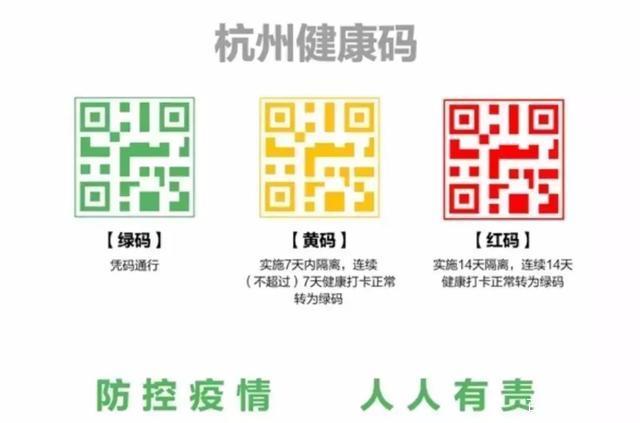 杭州健康码
【绿码】
凭码通行
【黄码】
实施7天内隔离，连续
（不超过）7天健康打卡正常
转为绿码
【红码】
实施14天隔离，连续14天
健康打卡正常转为绿码
防控疫情 人人有责